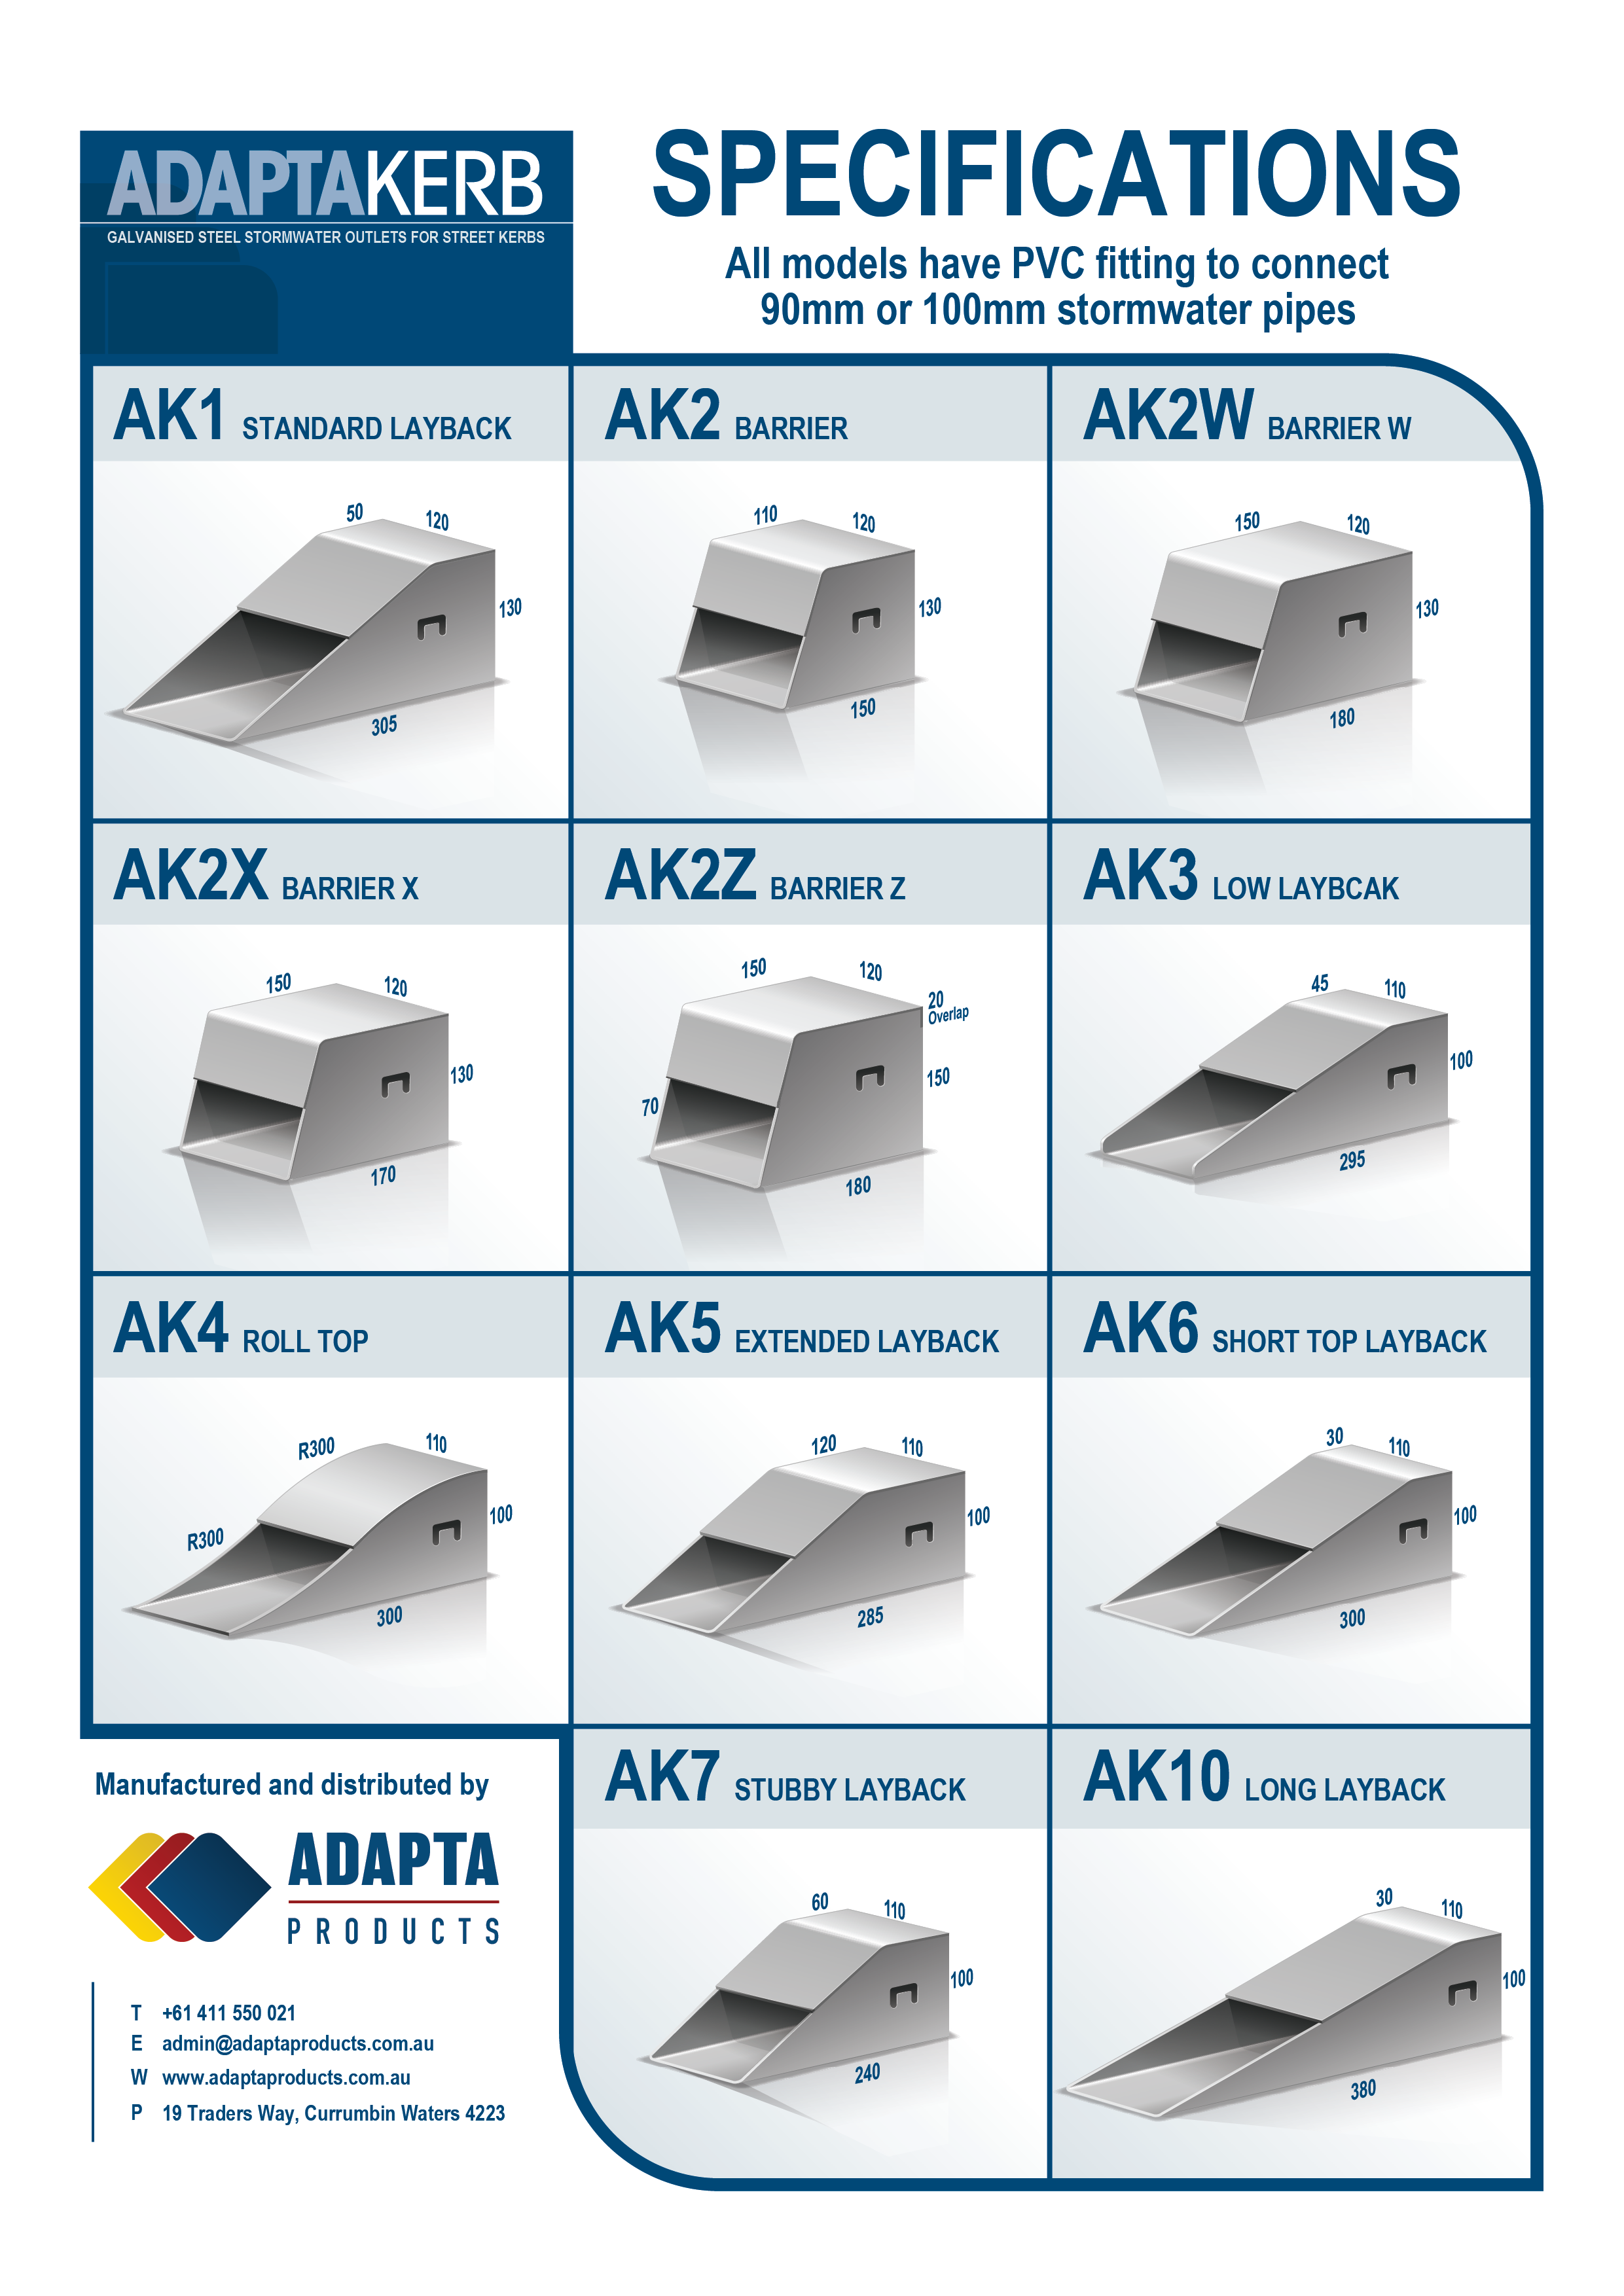 ADAPTAKERB
GALVANISED STEEL STORMWATER OUTLETS FOR STREET KERBS
SPECIFICATIONS
All models have PVC fitting to connect
90mm or 100mm stormwater pipes
AK1 STANDARD LAYBACK
50
120
130
305
AK2 BARRIER
110
120
130
150
AK2W BARRIER W
150
120
130
180
AK2X BARRIER X
150
120
130
170
AK2Z BARRIER Z
150
120
20
Overlap
150
70
180
AK3 LOW LAYBCAK
45
110
100
295
AK4 ROLL TOP
R300
110
100
R300
300
AK5 EXTENDED LAYBACK
120
110
100
285
AK6 SHORT TOP LAYBACK
30
110
100
300
AK7 STUBBY LAYBACK
60
110
100
240
AK10 LONG LAYBACK
30
110
100
380
Manufactured and distributed by
ADAPTA
PRODUCTS
T +61 411 550 021
E admin@adaptaproducts.com.au
W www.adaptaproducts.com.au
P 19 Traders Way, Currumbin Waters 4223